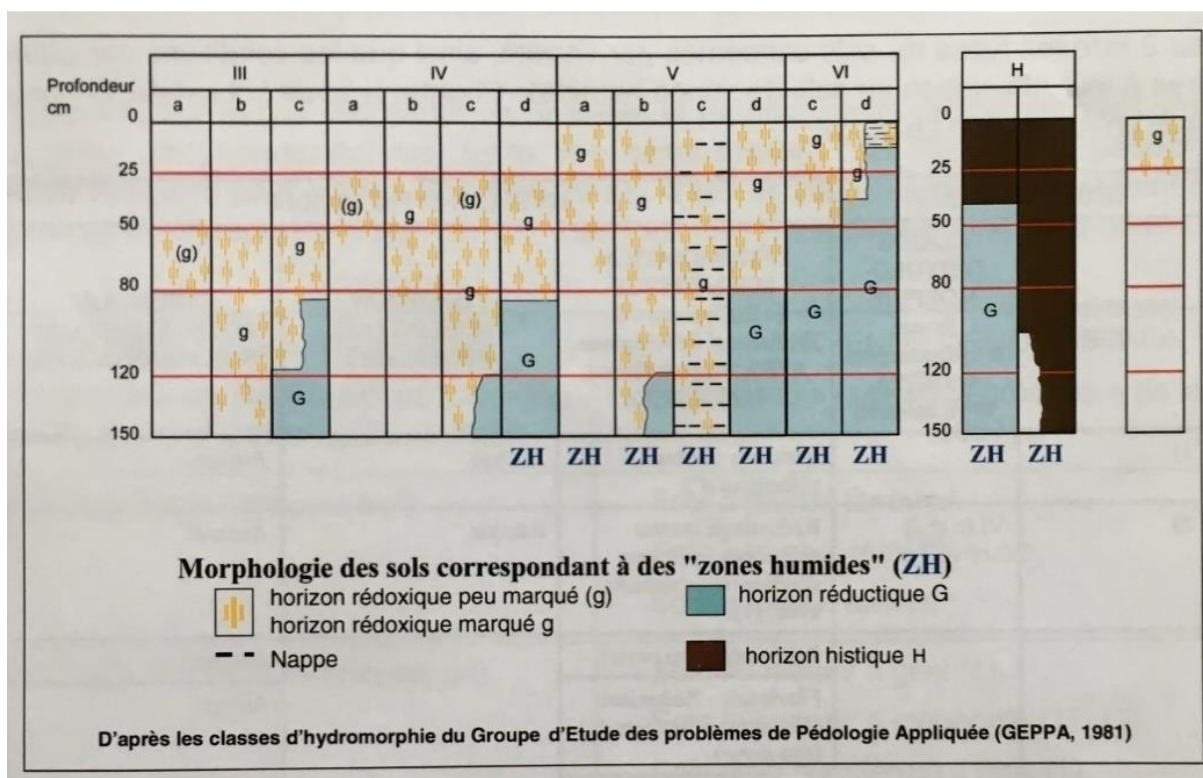 Profondeur
cm
III IV V VI H
a b c a b c d a b c d c d
0
25
50
80
120
150
(g) g g G (g) g (g) g g G g g g g G g G g G
0
25
50
80
120
150
G
g
ZH ZH ZH ZH ZH ZH ZH ZH ZH
Morphologie des sols correspondant à des "zones humides" (ZH)
horizon rédoxique peu marqué (g)
horizon rédoxique marqué g
Nappe
horizon réductique G
horizon histique H
D'après les classes d'hydromorphie du Groupe d'Etude des problèmes de Pédologie Appliquée (GEPPA, 1981)